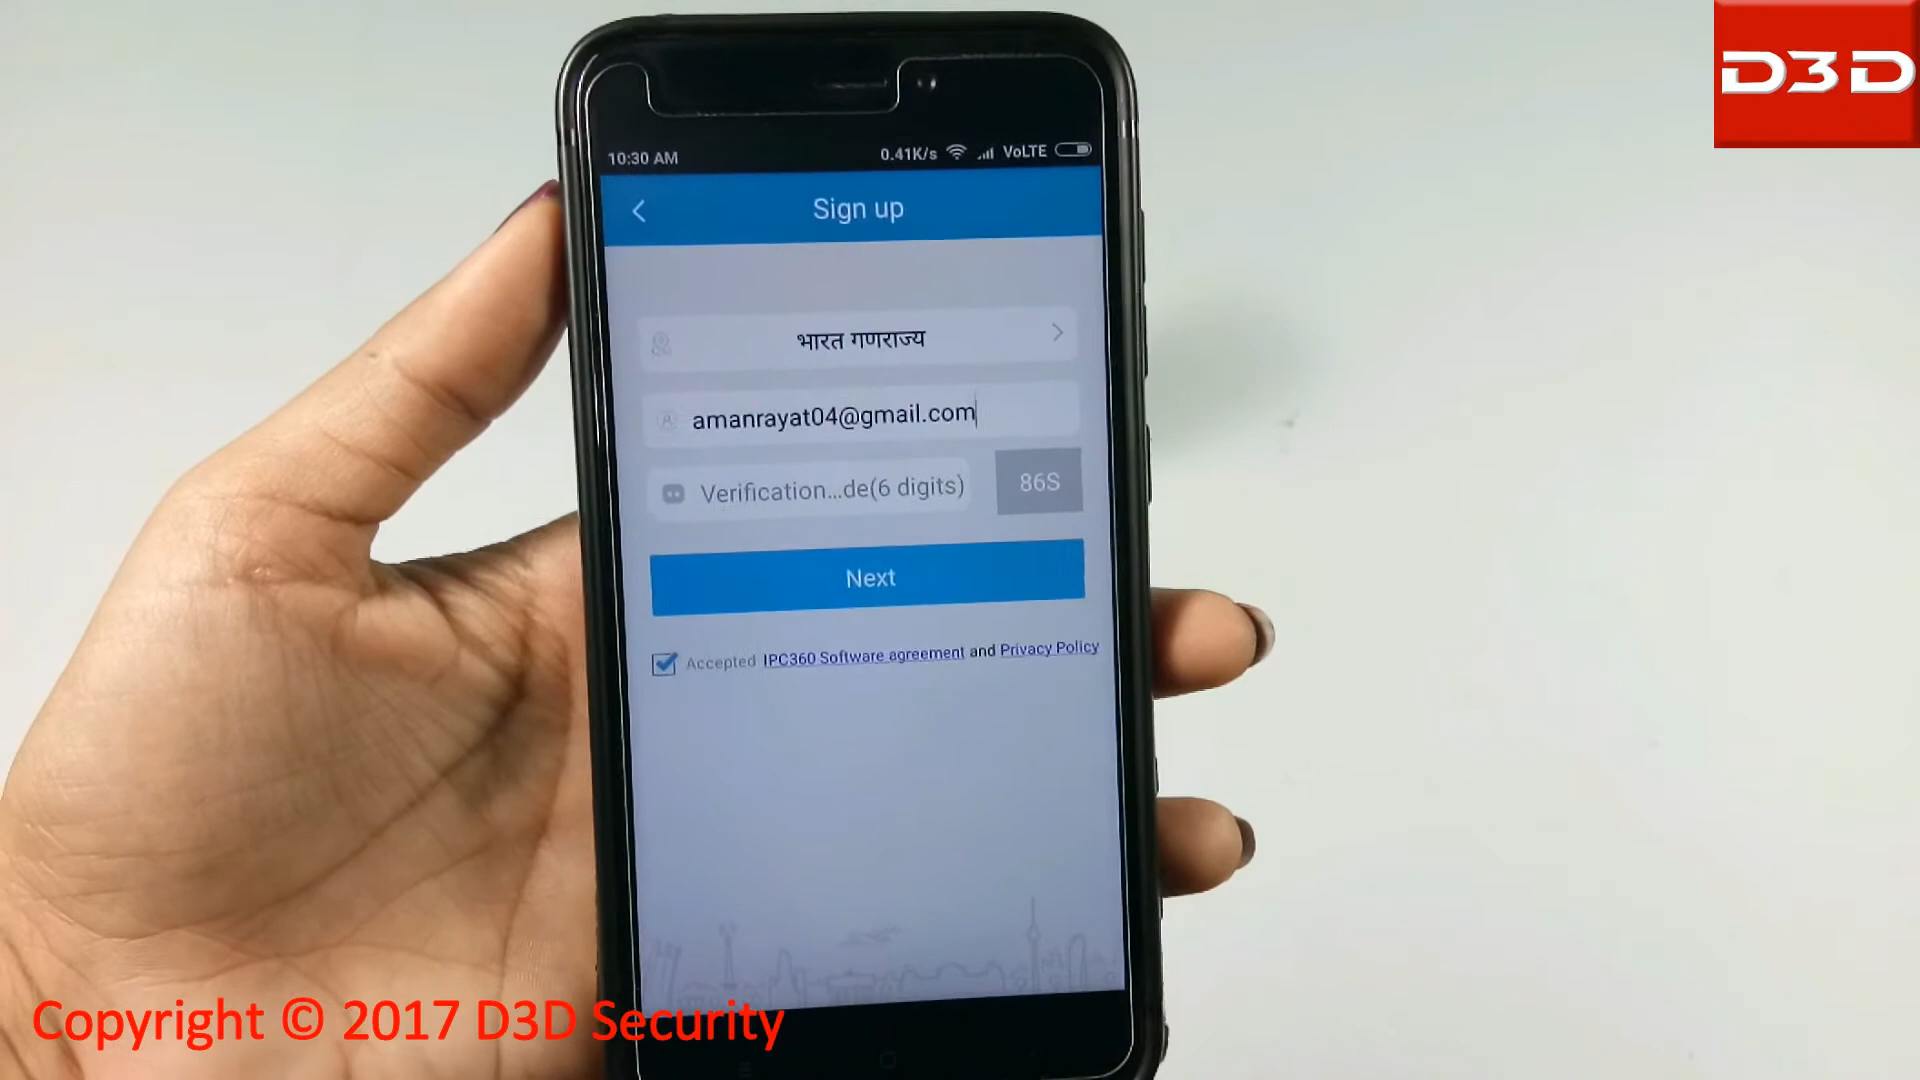 D3D
10:30 AM
0.41K/s VoLTE
Sign up
भारत गणराज्य
amanrayat04@gmail.com
Verification...de(6 digits) 86S
Next
Accepted IPC360 Software agreement and Privacy Policy
Copyright © 2017 D3D Security